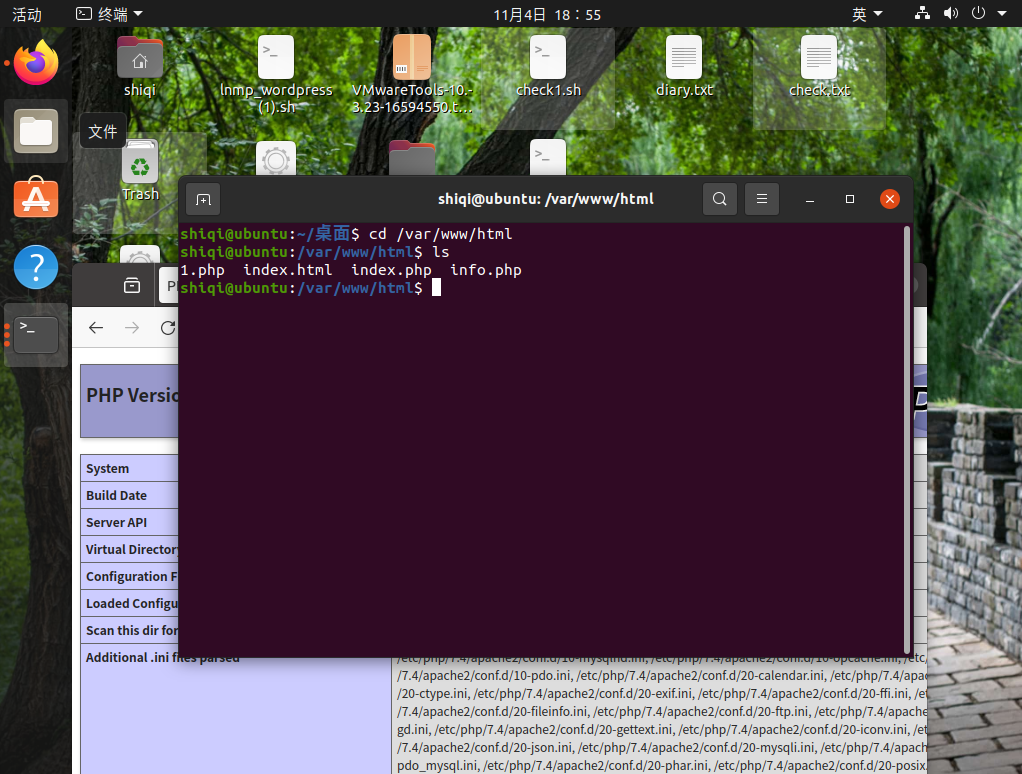 活动
终端
11月4日 18：55
英
shiqi
lnmp_wordpress
(1).sh
VMwareTools-10.
3.23-16594550.t…
check1.sh
diary.txt
check.txt
文件
Trash
shiqi@ubuntu: /var/www/html
shiqi@ubuntu:~/桌面$ cd /var/www/html
shiqi@ubuntu:/var/www/html$ ls
1.php index.html index.php info.php
shiqi@ubuntu:/var/www/html$
PHP
System
Build Date
Server API
Virtual Directory
Configuration
Loaded
Scan this dir for
Additional .ini files parsed
/etc/php/7.4/apache2/conf.d/10-mysqlnd.ini, /etc/php/7.4/apache2/conf.d/10-opcache.ini,
/7.4/apache2/conf.d/10-pdo.ini, /etc/php/7.4/apache2/conf.d/20-calendar.ini, /etc/php/7.4/apac
/20-ctype.ini, /etc/php/7.4/apache2/conf.d/20-exif.ini, /etc/php/7.4/apache2/conf.d/20-ffi.ini,
/7.4/apache2/conf.d/20-fileinfo.ini, /etc/php/7.4/apache2/conf.d/20-ftp.ini, /etc/php/7.4/apache
gd.ini, /etc/php/7.4/apache2/conf.d/20-gettext.ini, /etc/php/7.4/apache2/conf.d/20-iconv.ini,
/7.4/apache2/conf.d/20-json.ini, /etc/php/7.4/apache2/conf.d/20-mysqli.ini, /etc/php/7.4/apach
pdo_mysql.ini, /etc/php/7.4/apache2/conf.d/20-phar.ini, /etc/php/7.4/apache2/conf.d/20-posix